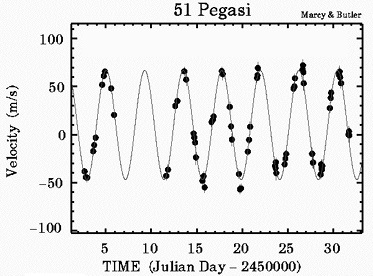 51 Pegasi
Marcy & Butler
100
50
0
-50
-100
Velocity (m/s)
5 10 15 20 25 30
TIME (Julian Day - 2450000)